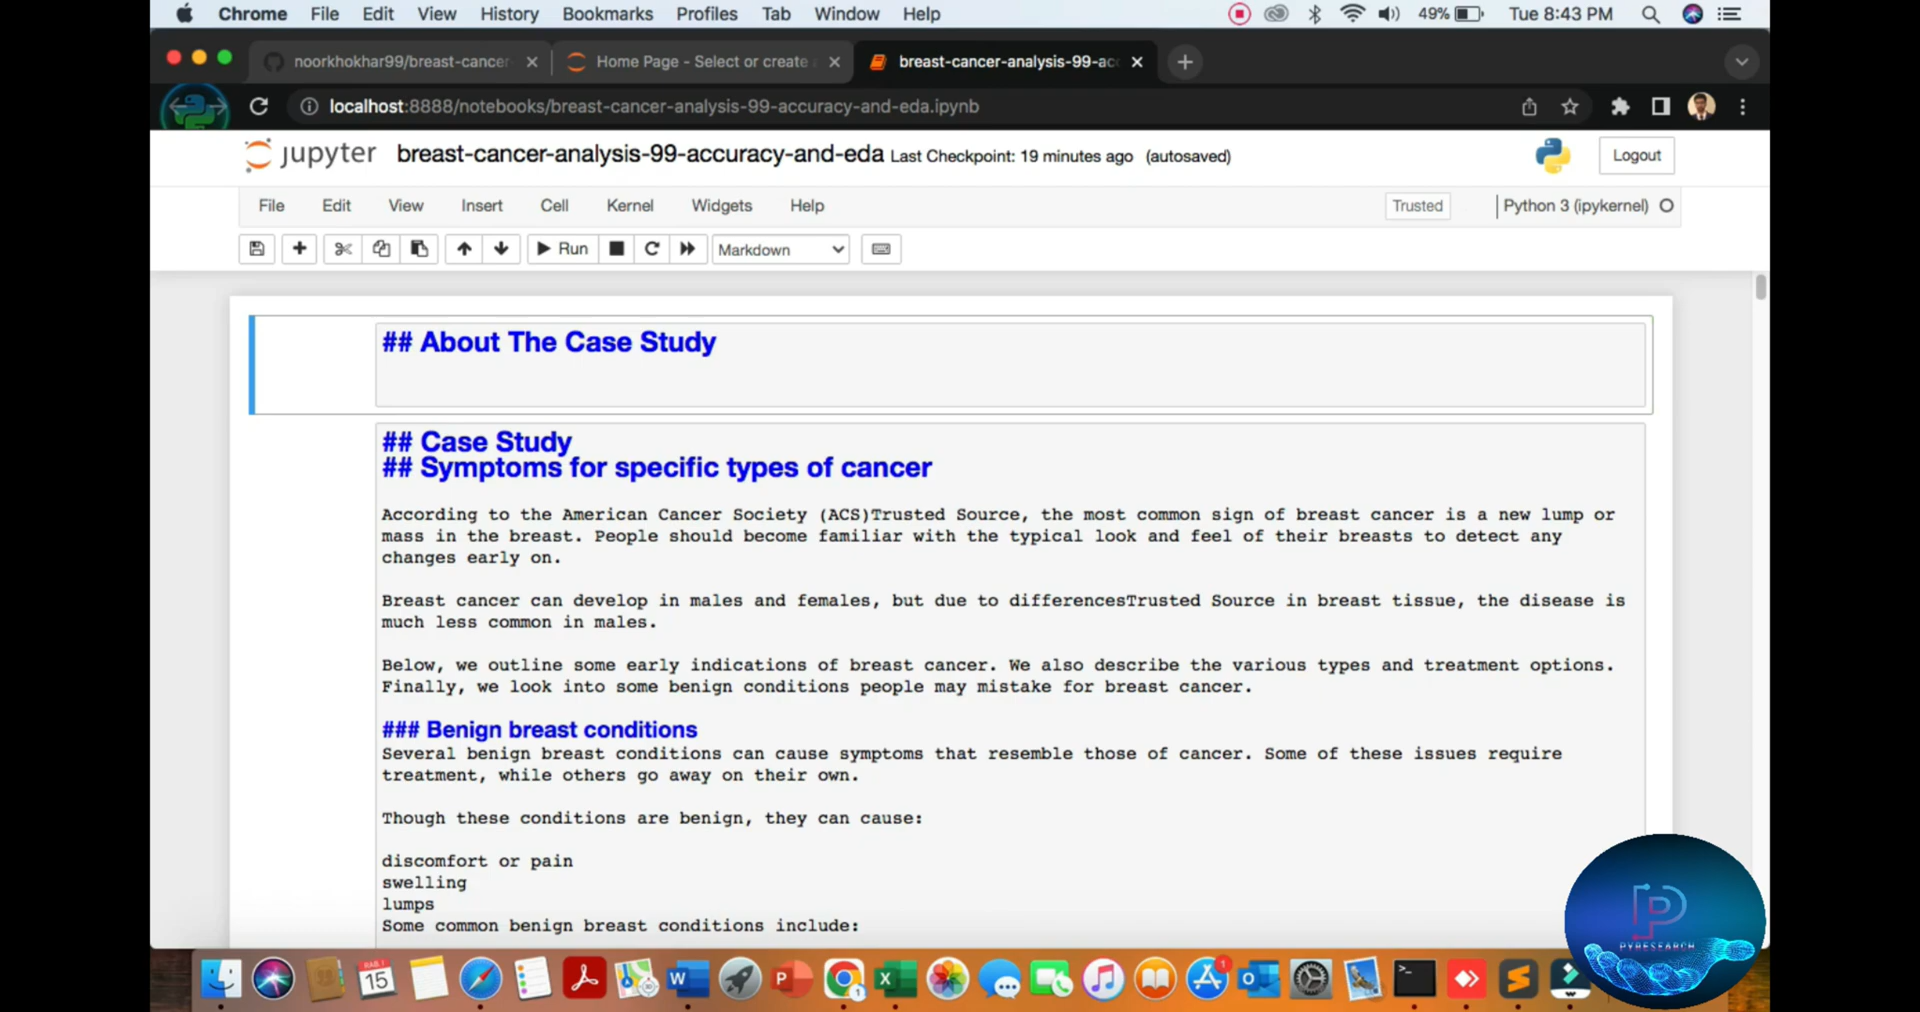 Chrome File Edit View History Bookmarks Profiles Tab Window Help 49% Tue 8:43 PM
noorkhokhar99/breast-cancer Home Page - Select or create breast-cancer-analysis-99-acc
localhost:8888/notebooks/breast-cancer-analysis-99-accuracy-and-eda.ipynb
jupyter breast-cancer-analysis-99-accuracy-and-eda Last Checkpoint: 19 minutes ago (autosaved) Logout
File Edit View Insert Cell Kernel Widgets Help Trusted Python 3 (ipykernel)
Run Markdown
## About The Case Study
## Case Study
## Symptoms for specific types of cancer
According to the American Cancer Society (ACS)Trusted Source, the most common sign of breast cancer is a new lump or
mass in the breast. People should become familiar with the typical look and feel of their breasts to detect any
changes early on.
Breast cancer can develop in males and females, but due to differencesTrusted Source in breast tissue, the disease is
much less common in males.
Below, we outline some early indications of breast cancer. We also describe the various types and treatment options.
Finally, we look into some benign conditions people may mistake for breast cancer.
### Benign breast conditions
Several benign breast conditions can cause symptoms that resemble those of cancer. Some of these issues require
treatment, while others go away on their own.
Though these conditions are benign, they can cause:
discomfort or pain
swelling
lumps
Some common benign breast conditions include:
PYRESEARCH
15